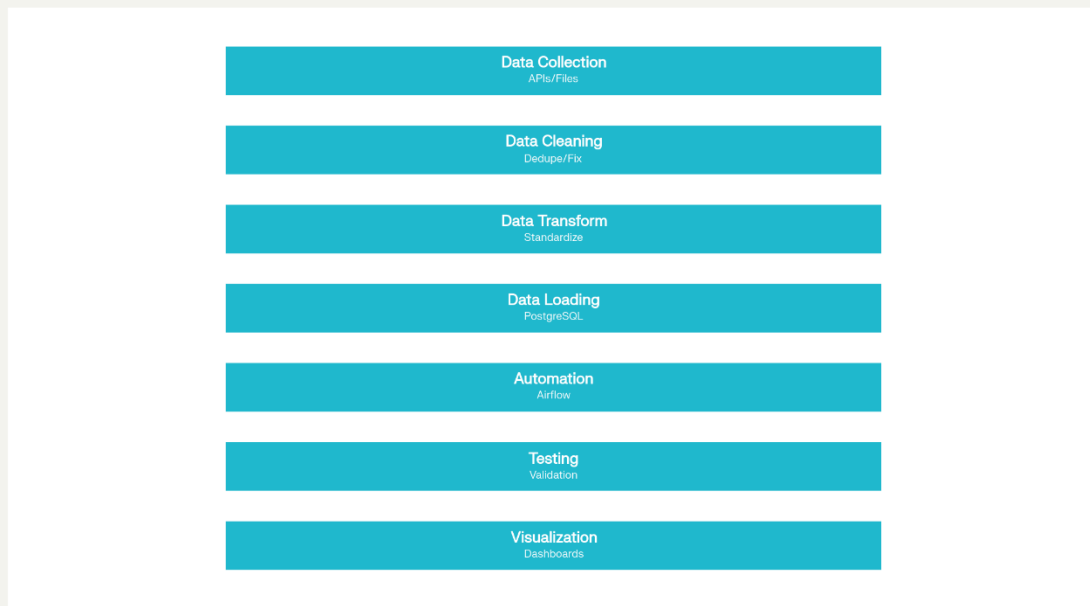 Data Collection
APIs/Files
Data Cleaning
Dedupe/Fix
Data Transform
Standardize
Data Loading
PostgreSQL
Automation
Airflow
Testing
Validation
Visualization
Dashboards